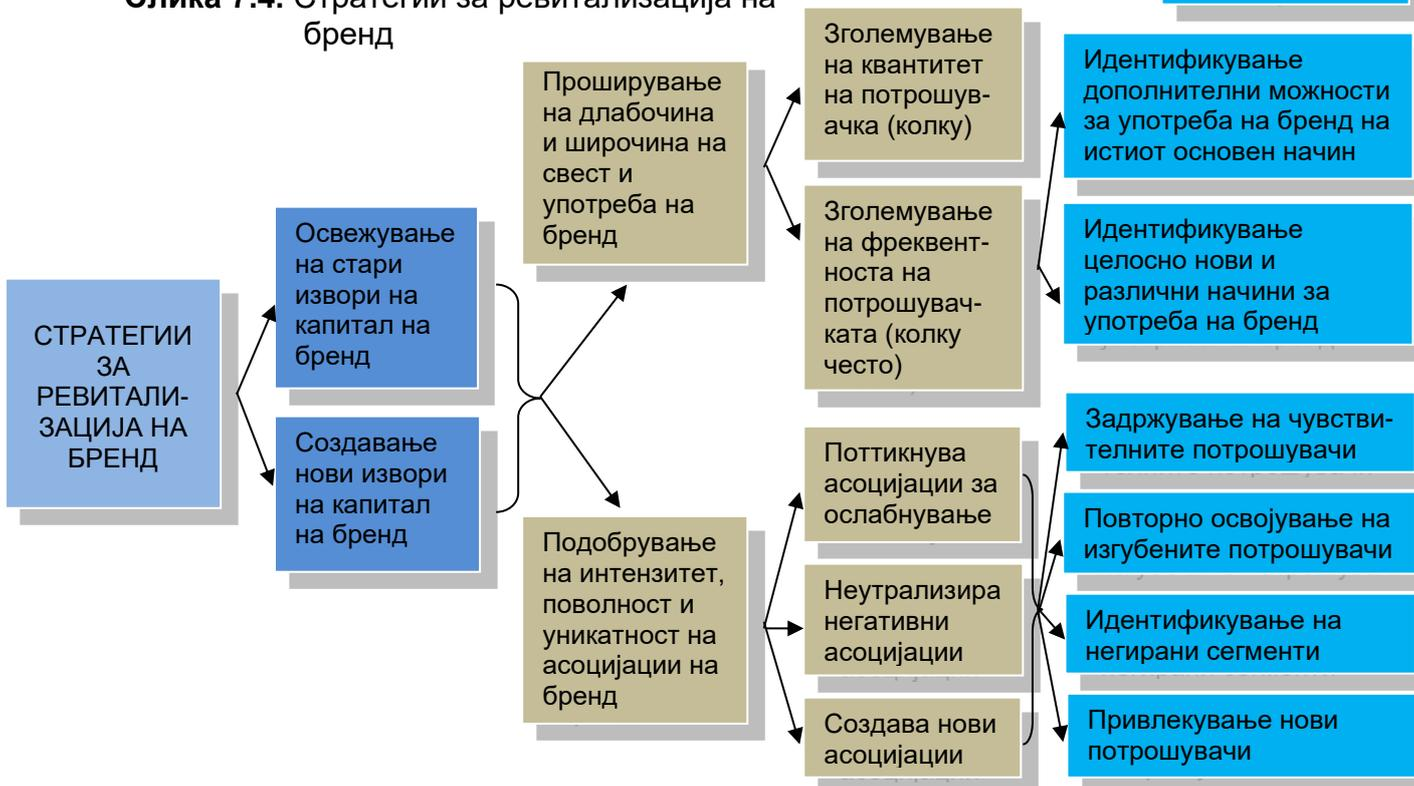 Слика 7.4. Стратегии за ревитализација на
бренд
СТРАТЕГИИ
ЗА
РЕВИТАЛИ-
ЗАЦИЈА НА
БРЕНД
Освежување
на стари
извори на
капитал на
бренд
Создавање
нови извори
на капитал
на бренд
Проширување
на длабочина
и широчина на
свест и
употреба на
бренд
Подобрување
на интензитет,
поволност и
уникатност на
асоцијации на
бренд
Зголемување
на квантитет
на потрошув-
ачка (колку)
Зголемување
на фреквент-
носта на
потрошувач-
ката (колку
често)
Поттикнува
асоцијации за
ослабнување
Неутрализира
негативни
асоцијации
Создава нови
асоцијации
Идентификување
дополнителни можности
за употреба на бренд на
истиот основен начин
Идентификување
целосно нови и
различни начини за
употреба на бренд
Задржување на чувстви-
телните потрошувачи
Повторно освојување на
изгубените потрошувачи
Идентификување на
негирани сегменти
Привлекување нови
потрошувачи